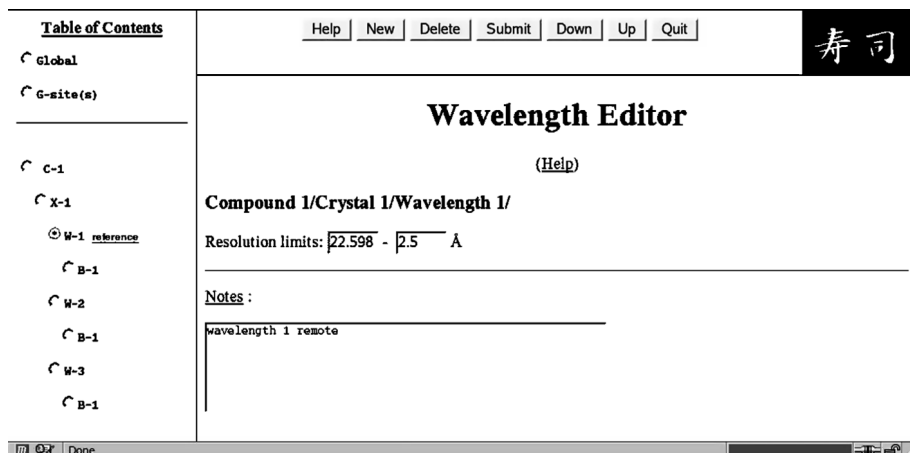 Table of Contents
Global
G-site(s)
C-1
X-1
W-1 reference
B-1
W-2
B-1
W-3
B-1
Help New Delete Submit Down Up Quit
寿司
Wavelength Editor
(Help)
Compound 1/Crystal 1/Wavelength 1/
Resolution limits: 22.598 - 2.5 Å
Notes :
wavelength 1 remote
Done